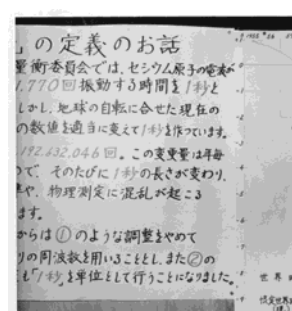 の定義のお話
量衡委員会では、セシウム原子の電素が
1.770回振動する時間を1秒と
しかし、地球の自転に合せた現在の
の数値を適当に変えて1秒を作っています。
192.632.046回。この変更量は年毎
ので、そのたびに1秒の長さが変わり、
や、物理測定に混乱が起こる
ます。
からは①のような調整をやめて
りの周波数を用いることとし、また②の
も「1秒」を単位として行うことになりました。
世界